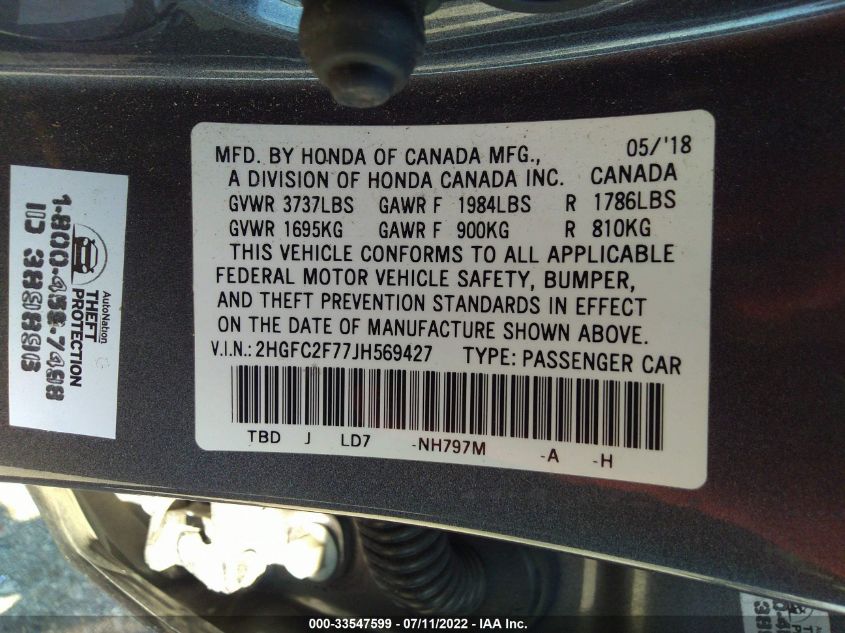 MFD. BY HONDA OF CANADA MFG., 05/'18
A DIVISION OF HONDA CANADA INC. CANADA
GVWR 3737LBS GAWR F 1984LBS R 1786LBS
GVWR 1695KG GAWR F 900KG R 810KG
THIS VEHICLE CONFORMS TO ALL APPLICABLE
FEDERAL MOTOR VEHICLE SAFETY, BUMPER,
AND THEFT PREVENTION STANDARDS IN EFFECT
ON THE DATE OF MANUFACTURE SHOWN ABOVE.
V.I.N.: 2HGFC2F77JH569427 TYPE: PASSENGER CAR
TBD J LD7 -NH797M -A -H
AutoNation
THEFT
PROTECTION
000-33547599 - 07/11/2022 - IAA Inc.